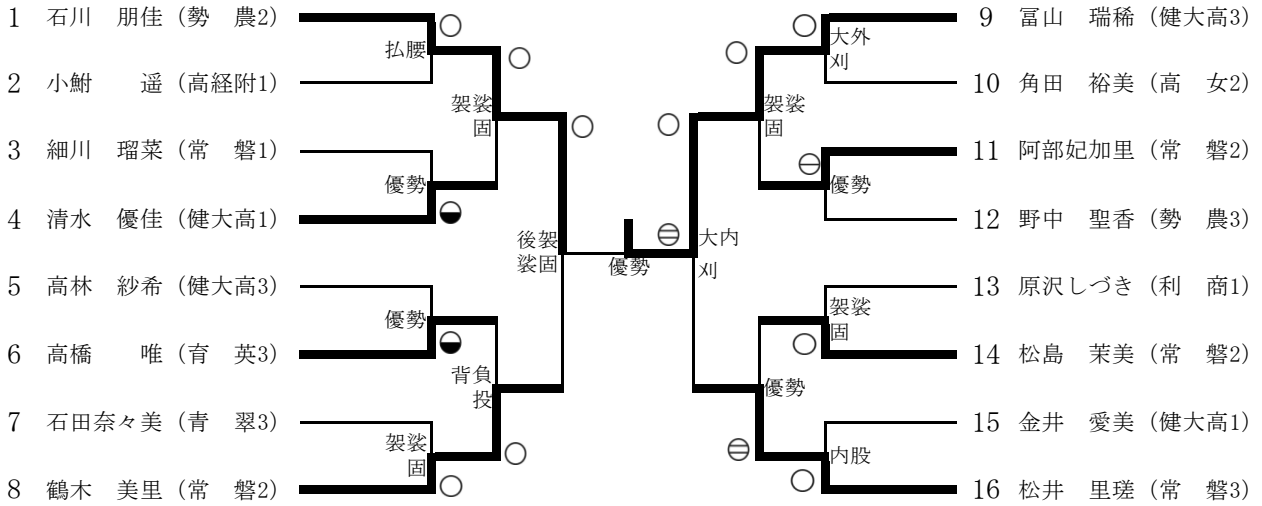 1 石川 朋佳（勢 農2）
払腰
2 小鮒 遥（高経附1）
袈裟
固
3 細川 瑠菜（常 磐1）
優勢
4 清水 優佳（健大高1）
後袈
裟固
5 高林 紗希（健大高3）
優勢
6 高橋 唯（育 英3）
背負
投
7 石田奈々美（青 翠3）
袈裟
固
8 鶴木 美里（常 磐2）
優勢
9 冨山 瑞稀（健大高3）
大外
刈
10 角田 裕美（高 女2）
袈裟
固
11 阿部妃加里（常 磐2）
優勢
12 野中 聖香（勢 農3）
大内
刈
13 原沢しづき（利 商1）
袈裟
固
14 松島 茉美（常 磐2）
優勢
15 金井 愛美（健大高1）
内股
16 松井 里瑳（常 磐3）